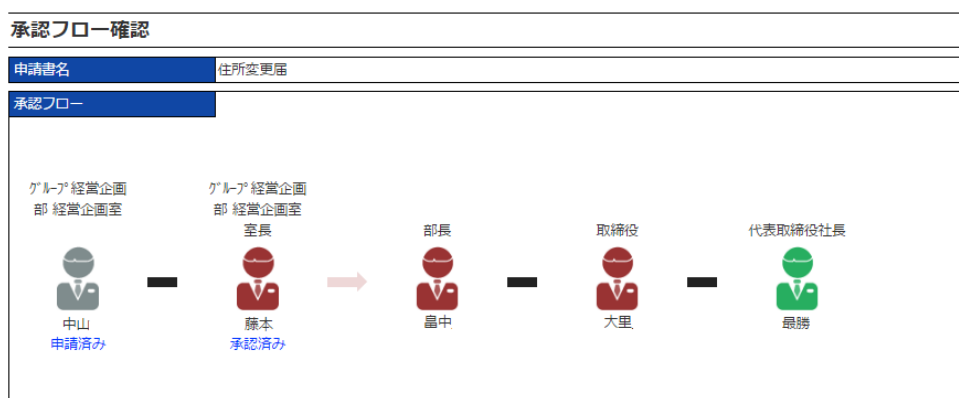 承認フロー確認
申請書名
住所変更届
承認フロー
ｸﾞﾙｰﾌﾟ経営企画
部 経営企画室
中山
申請済み
ｸﾞﾙｰﾌﾟ経営企画
部 経営企画室
室長
藤本
承認済み
部長
畠中
取締役
大里
代表取締役社長
最勝